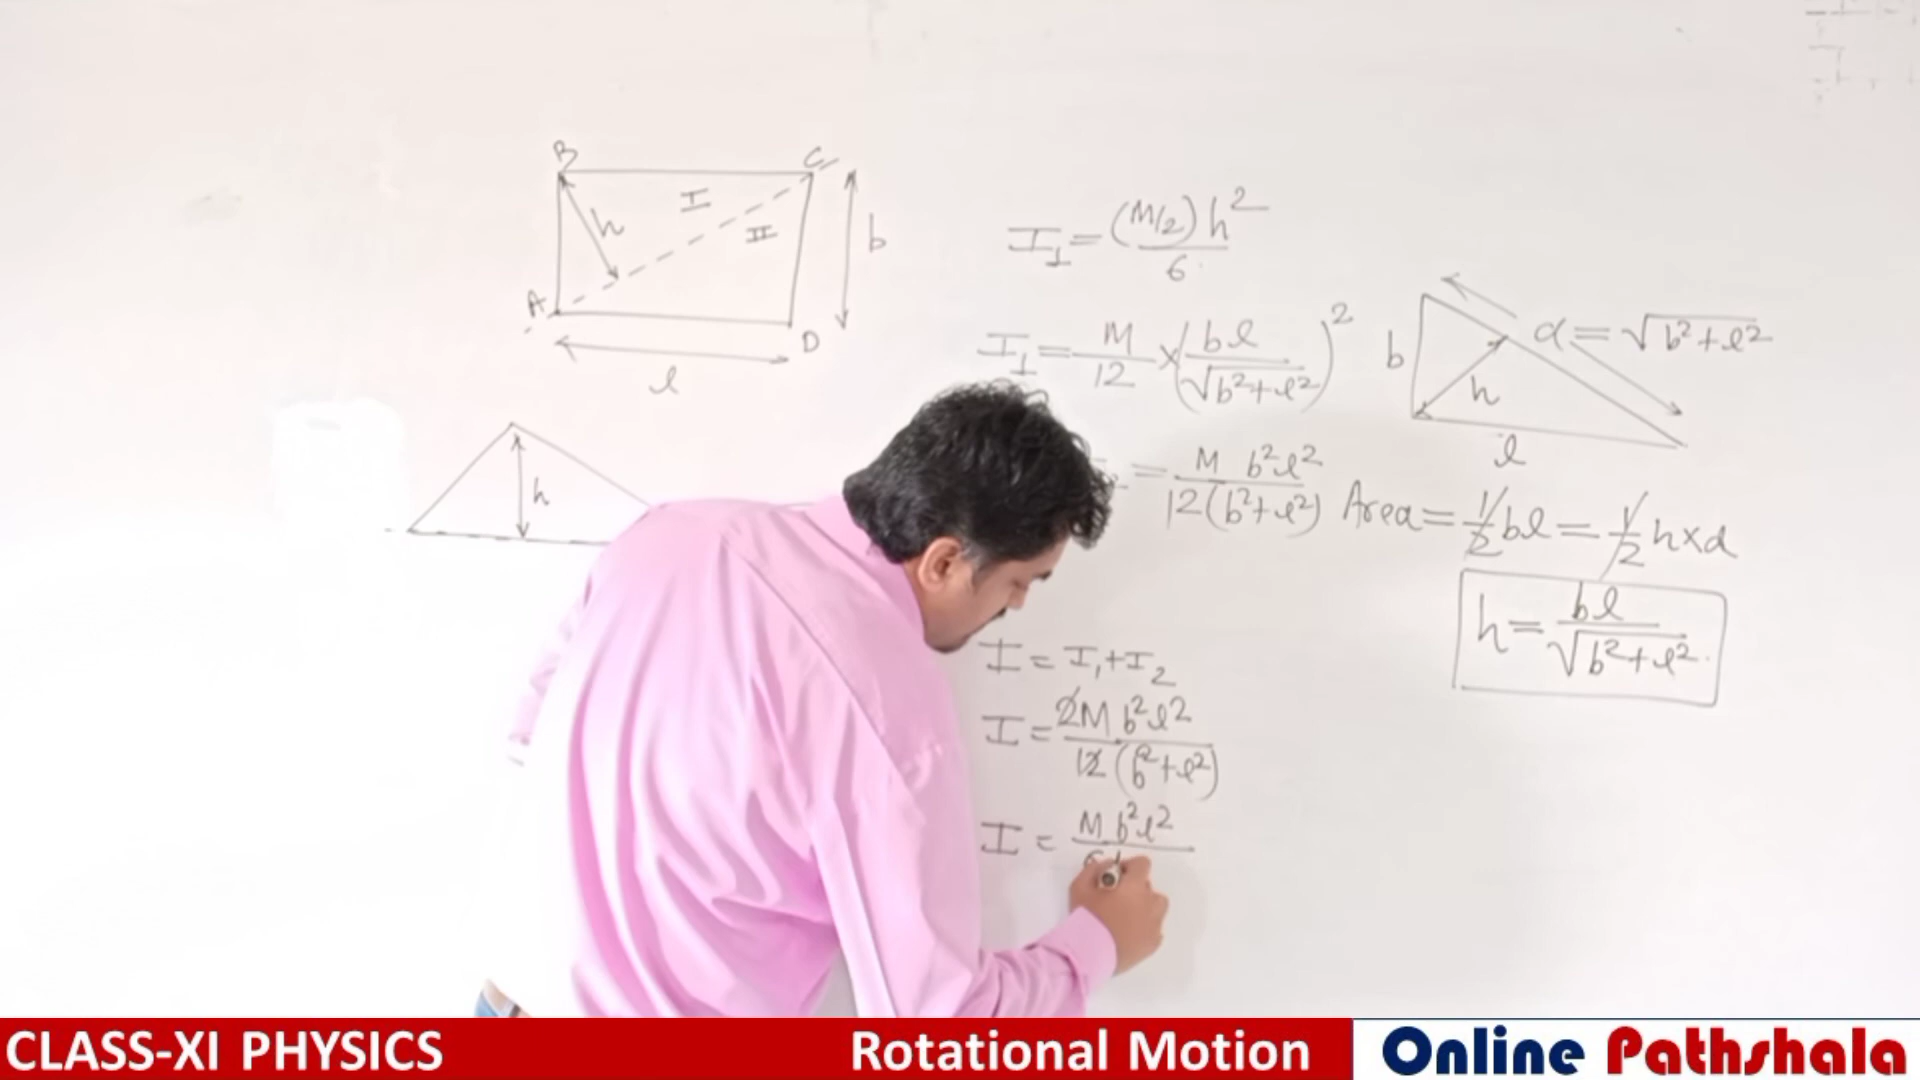 B
C
I
II
h
b
A
D
l
h
I₁ = (M/2) h² / 6
I₁ = M / 12 × (bl / √b²+l²)²
= M b²l² / 12(b²+l²)
I = I₁+I₂
I = 2M b²l² / 12 (b²+l²)
I = M b²l² / 6
b
d = √b²+l²
h
l
Area = 1/2 bl = 1/2 h×d
h = bl / √b²+l²
CLASS-XI PHYSICS
Rotational Motion
Online Pathshala